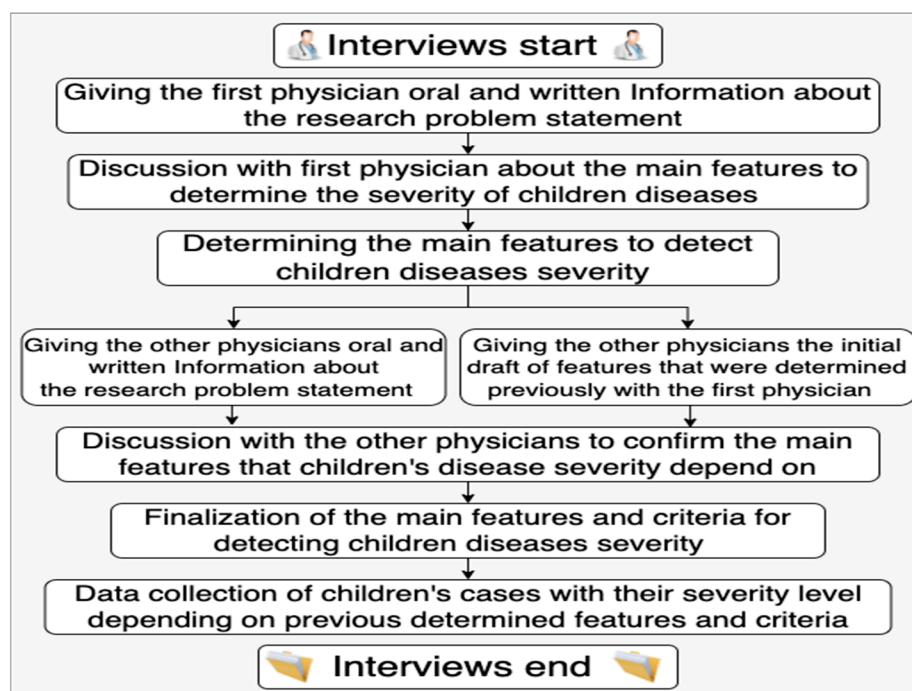 Interviews start
Giving the first physician oral and written Information about
the research problem statement
Discussion with first physician about the main features to
determine the severity of children diseases
Determining the main features to detect
children diseases severity
Giving the other physicians oral and
written Information about
the research problem statement
Giving the other physicians the initial
draft of features that were determined
previously with the first physician
Discussion with the other physicians to confirm the main
features that children's disease severity depend on
Finalization of the main features and criteria for
detecting children diseases severity
Data collection of children's cases with their severity level
depending on previous determined features and criteria
Interviews end